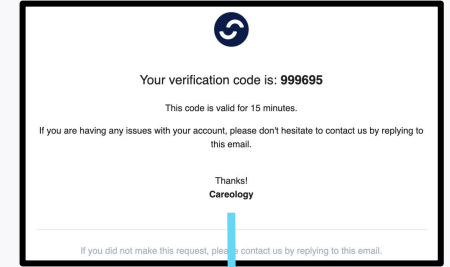 Your verification code is: 999695
This code is valid for 15 minutes.
If you are having any issues with your account, please don't hesitate to contact us by replying to
this email.
Thanks!
Careology
If you did not make this request, please contact us by replying to this email.